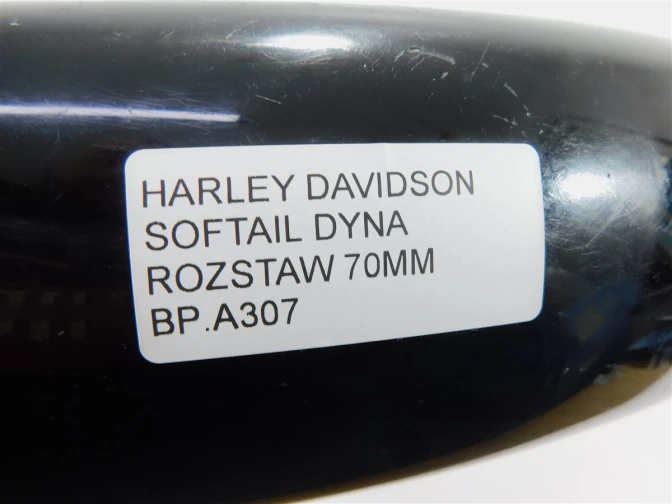 HARLEY DAVIDSON
SOFTAIL DYNA
ROZSTAW 70MM
BP.A307